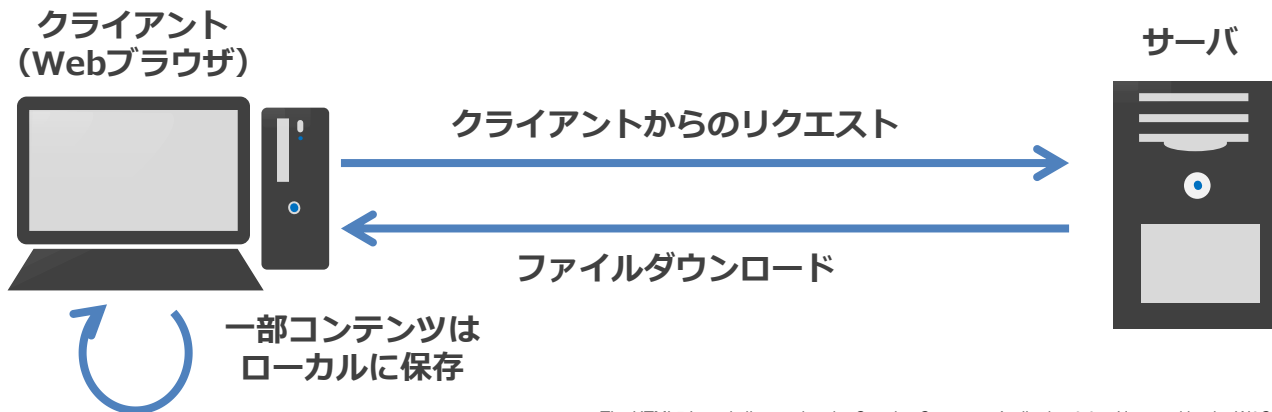 クライアント
（Webブラウザ）
サーバ
クライアントからのリクエスト
ファイルダウンロード
一部コンテンツは
ローカルに保存